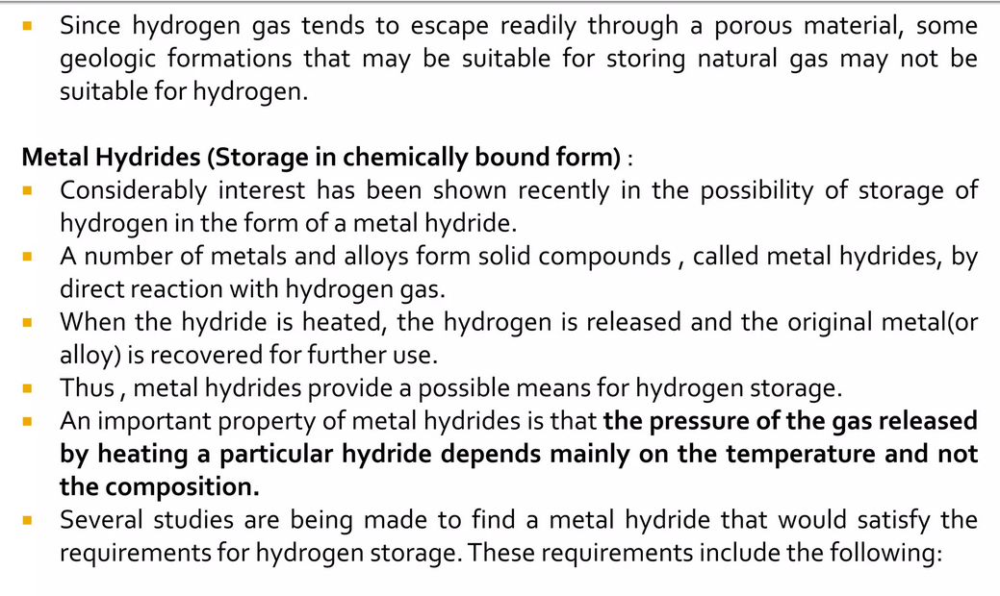 ▪ Since hydrogen gas tends to escape readily through a porous material, some
geologic formations that may be suitable for storing natural gas may not be
suitable for hydrogen.
Metal Hydrides (Storage in chemically bound form) :
▪ Considerably interest has been shown recently in the possibility of storage of
hydrogen in the form of a metal hydride.
▪ A number of metals and alloys form solid compounds , called metal hydrides, by
direct reaction with hydrogen gas.
▪ When the hydride is heated, the hydrogen is released and the original metal(or
alloy) is recovered for further use.
▪ Thus , metal hydrides provide a possible means for hydrogen storage.
▪ An important property of metal hydrides is that the pressure of the gas released
by heating a particular hydride depends mainly on the temperature and not
the composition.
▪ Several studies are being made to find a metal hydride that would satisfy the
requirements for hydrogen storage. These requirements include the following: